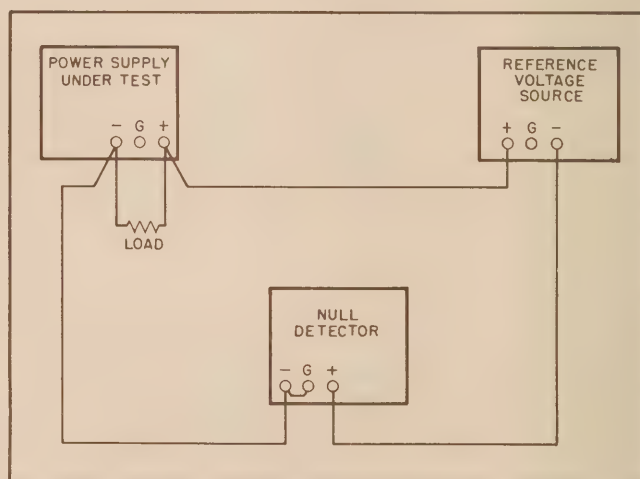 POWER SUPPLY
UNDER TEST
- G +
LOAD
REFERENCE
VOLTAGE
SOURCE
+ G -
NULL
DETECTOR
- G +